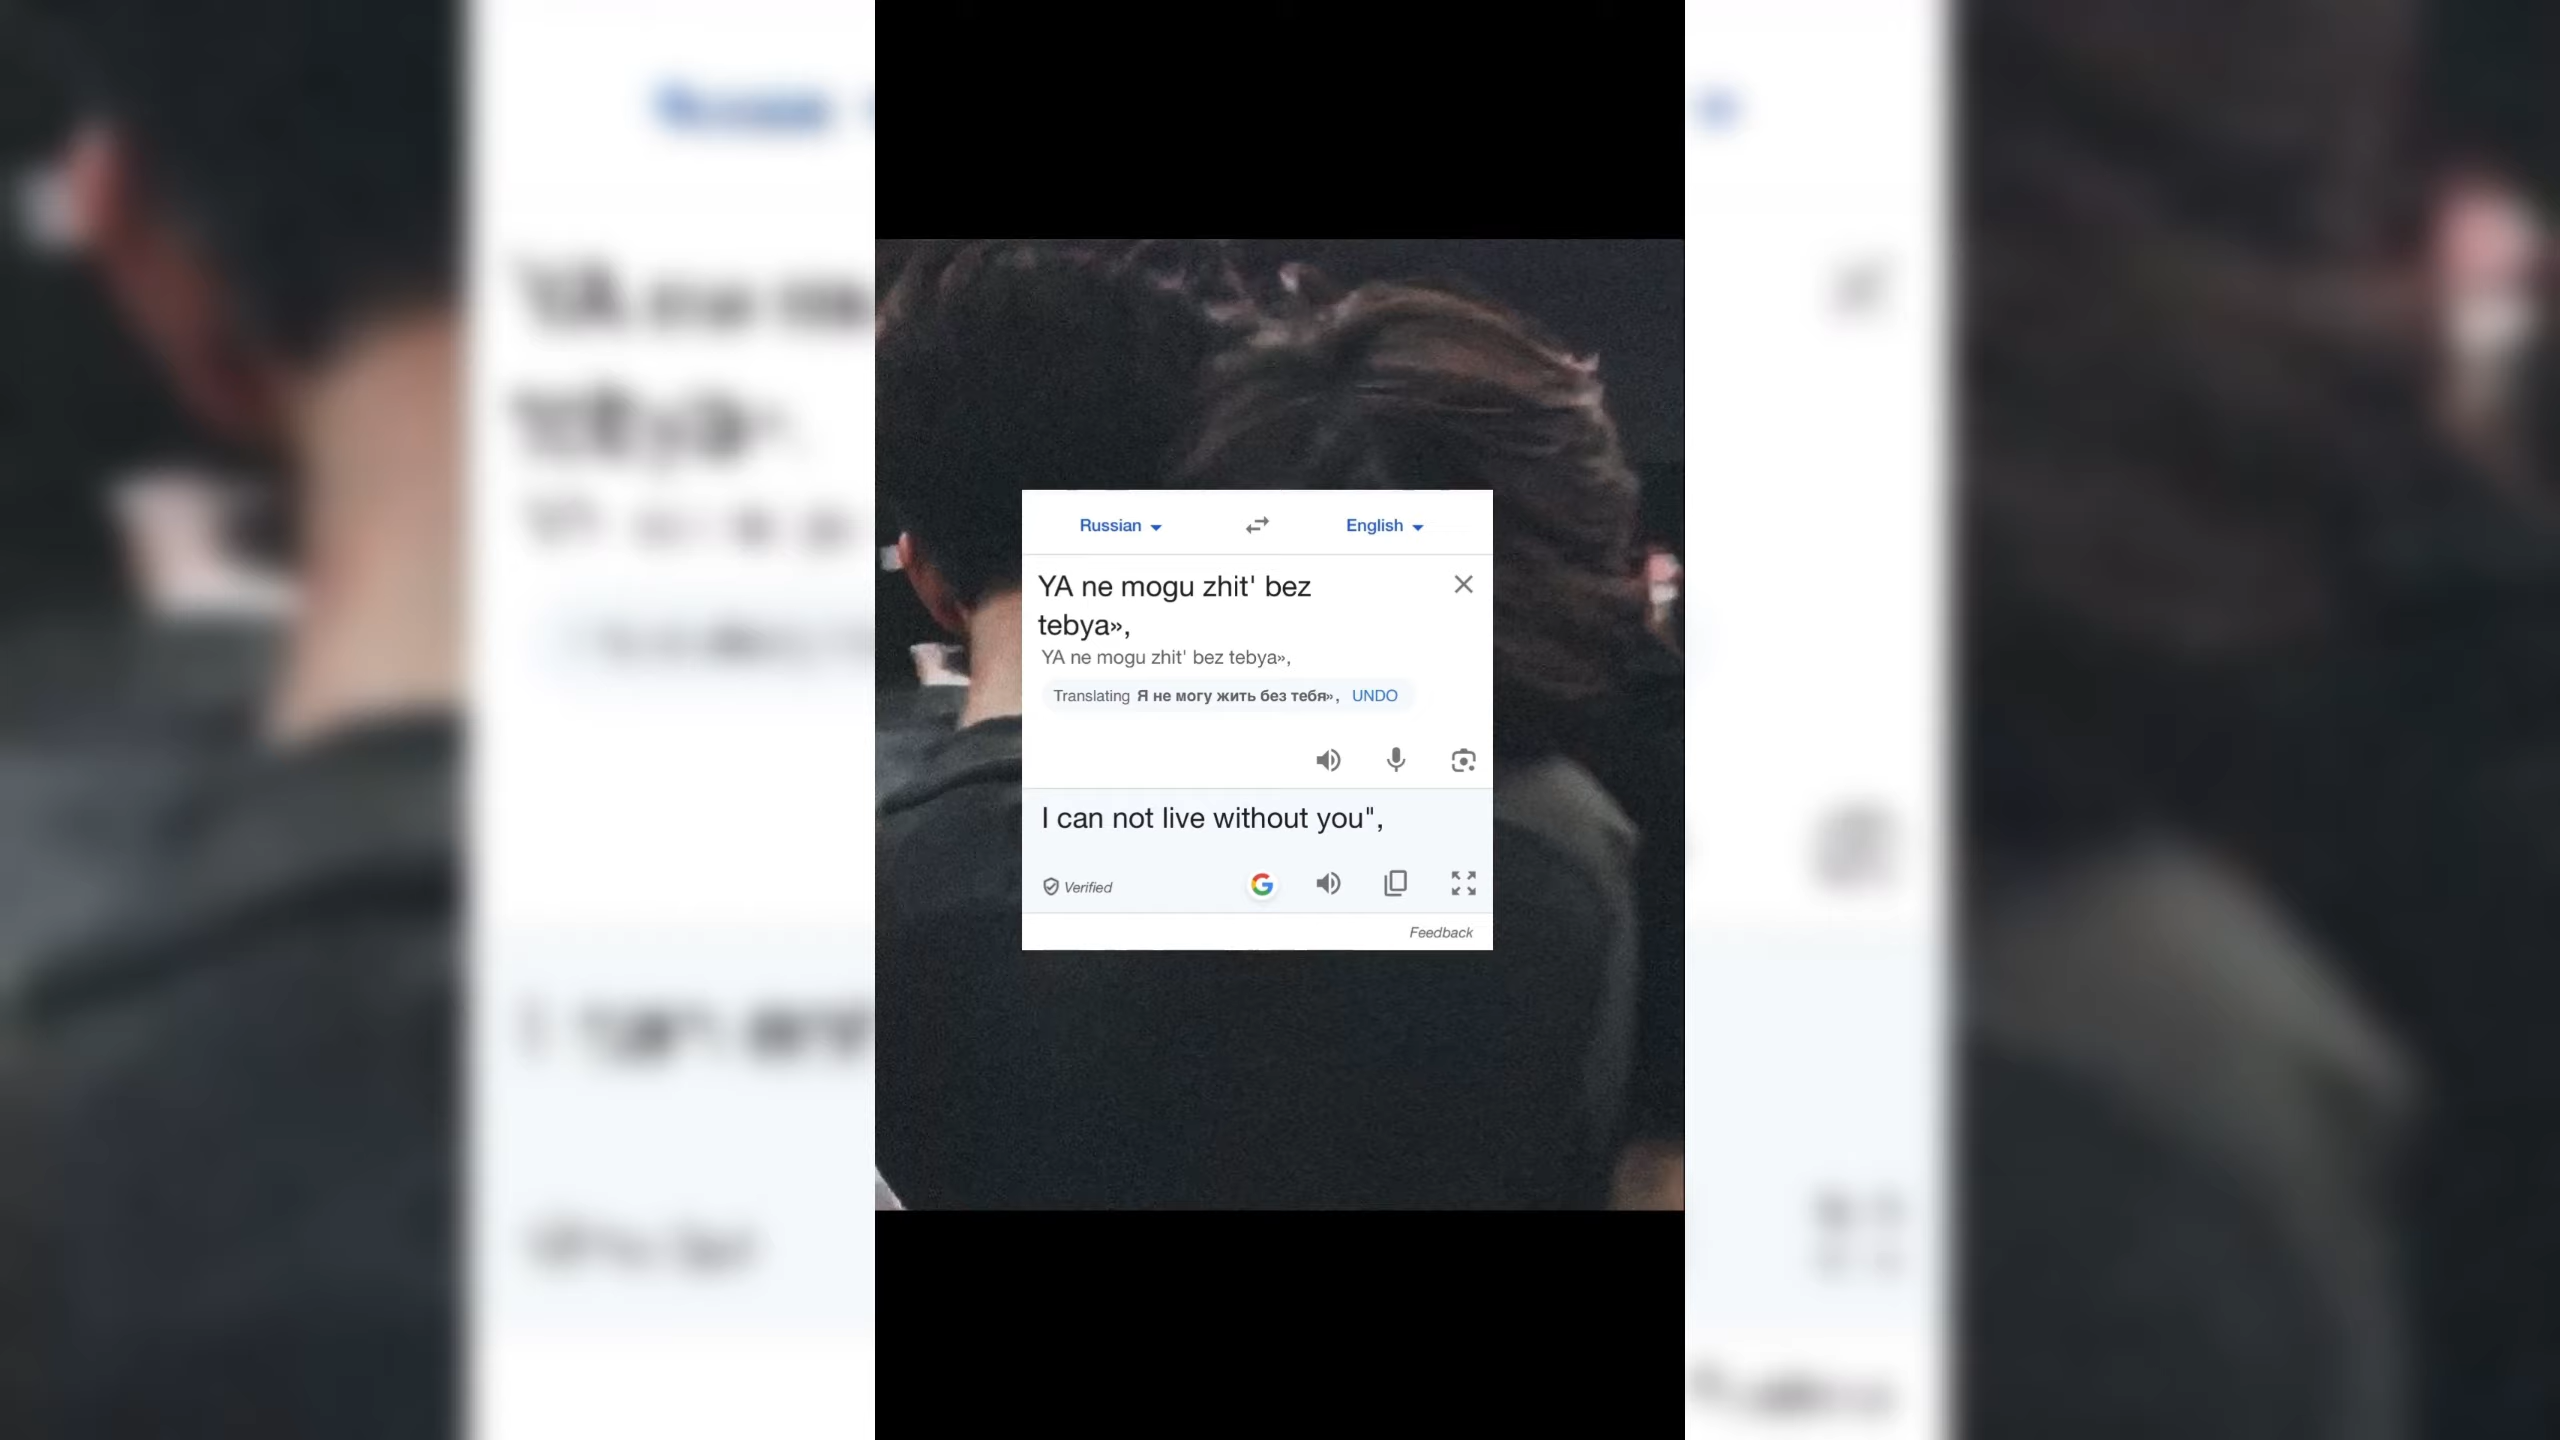 Russian English
YA ne mogu zhit' bez
tebya»,
YA ne mogu zhit' bez tebya»,
Translating Я не могу жить без тебя», UNDO
I can not live without you",
Verified
Feedback